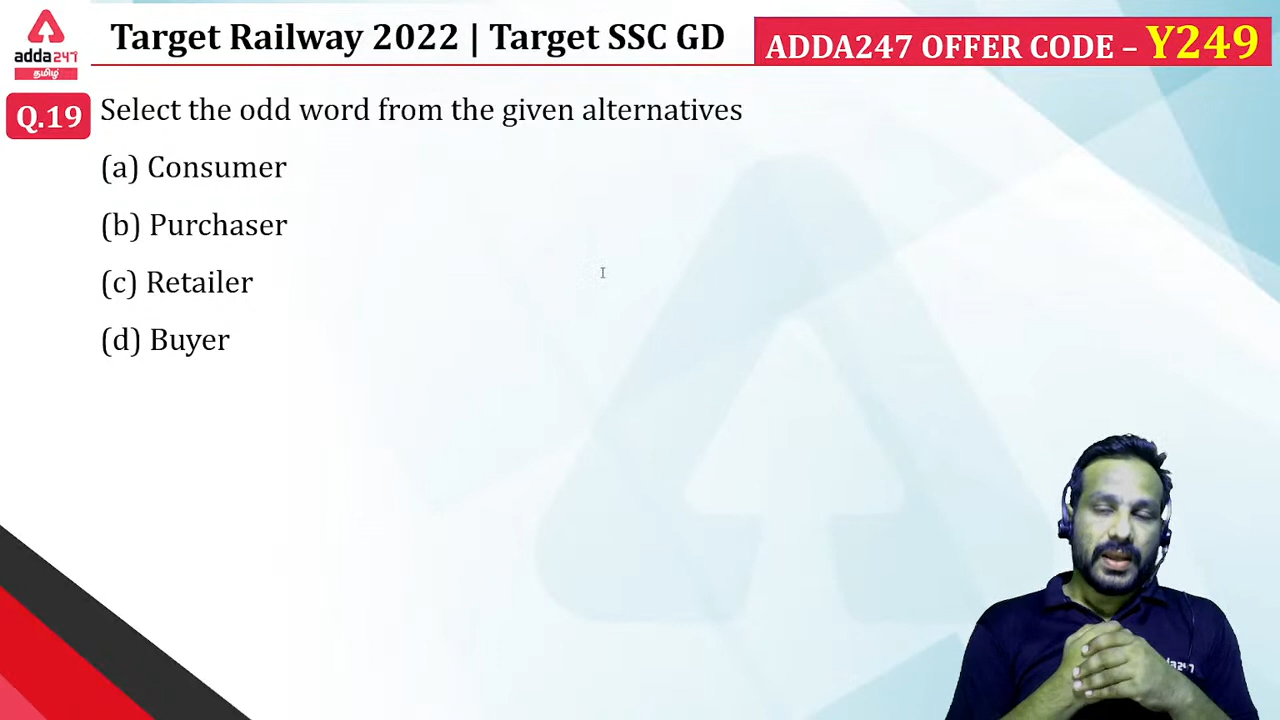 Target Railway 2022 | Target SSC GD
ADDA247 OFFER CODE – Y249
adda247
தமிழ்
Q.19 Select the odd word from the given alternatives
(a) Consumer
(b) Purchaser
(c) Retailer
(d) Buyer
adda247